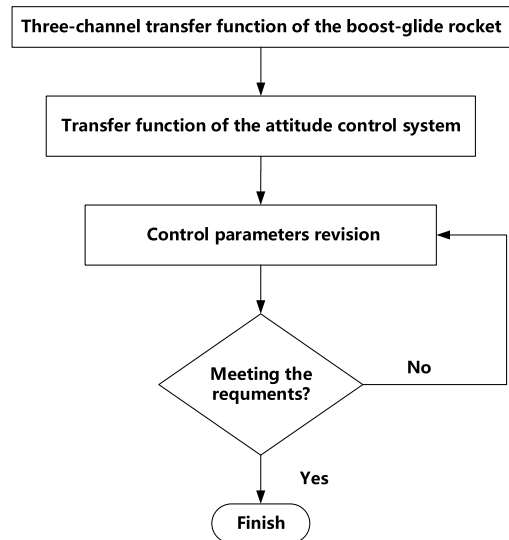 Three-channel transfer function of the boost-glide rocket
Transfer function of the attitude control system
Control parameters revision
Meeting the
requments?
No
Yes
Finish